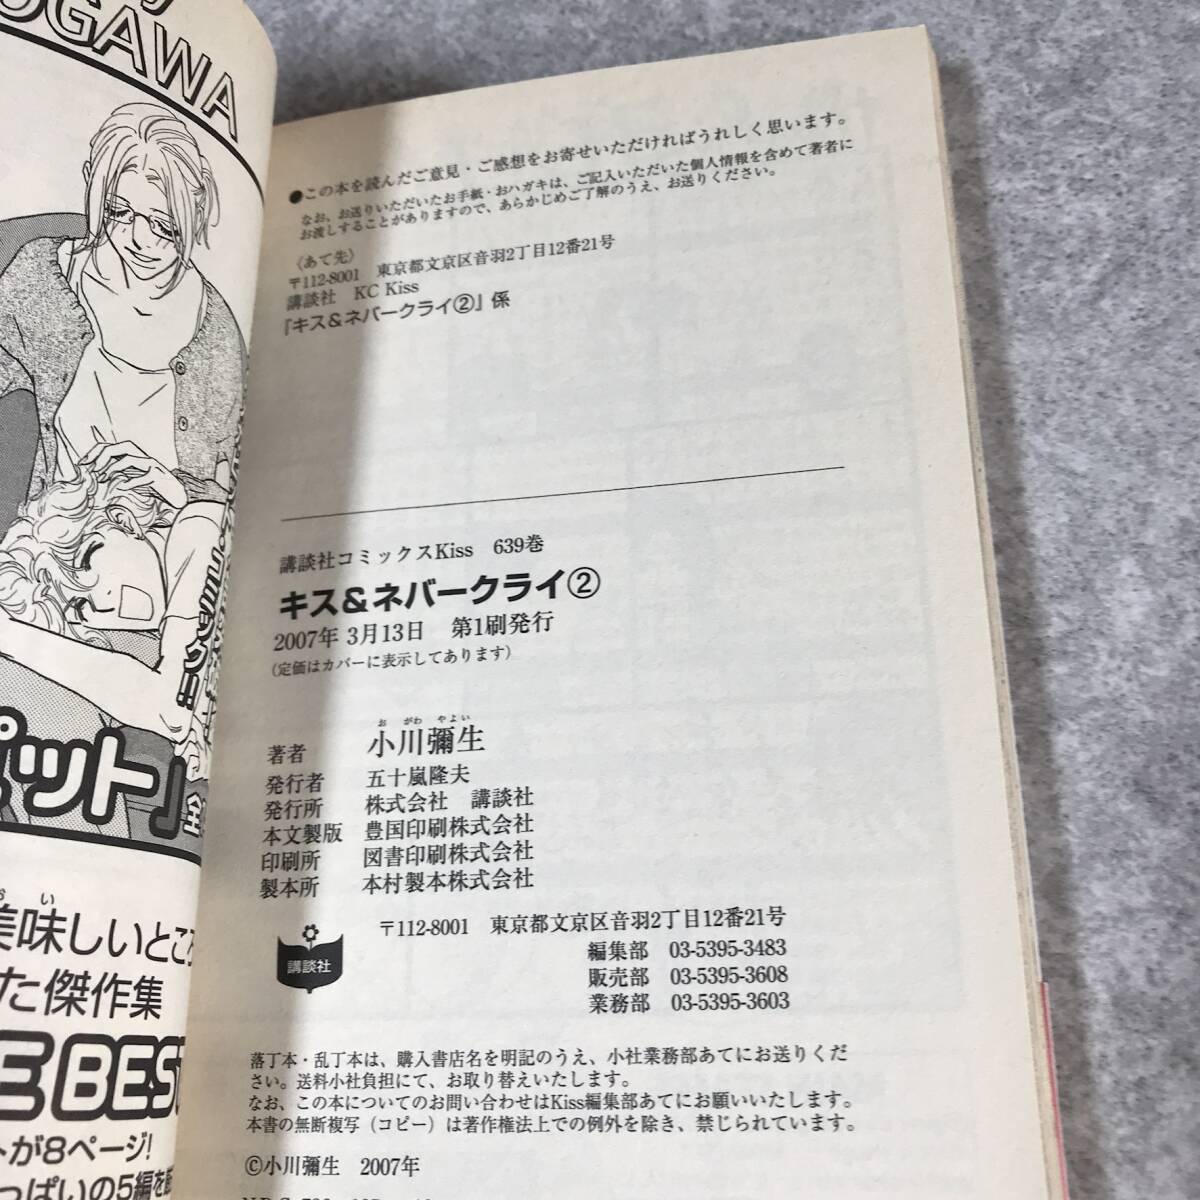 OGAWA
ピット」全
美味しいところ
おい
た傑作集
E BEST
トが8ページ!
っぱいの5編を
●この本を読んだご意見・ご感想をお寄せいただければうれしく思います。
なお、お送りいただいたお手紙・おハガキは、ご記入いただいた個人情報を含めて著者に
お渡しすることがありますので、あらかじめご了解のうえ、お送りください。
〈あて先〉
〒112-8001 東京都文京区音羽2丁目12番21号
講談社 KC Kiss
『キス&ネバークライ②』係
講談社コミックスKiss 639巻
キス&ネバークライ②
2007年 3月13日 第1刷発行
(定価はカバーに表示してあります)
お がわ やよい
著者 小川彌生
発行者 五十嵐隆夫
発行所 株式会社 講談社
本文製版 豊国印刷株式会社
印刷所 図書印刷株式会社
製本所 本村製本株式会社
講談社
〒112-8001 東京都文京区音羽2丁目12番21号
編集部 03-5395-3483
販売部 03-5395-3608
業務部 03-5395-3603
落丁本・乱丁本は、購入書店名を明記のうえ、小社業務部あてにお送りくだ
さい。送料小社負担にて、お取り替えいたします。
なお、この本についてのお問い合わせはKiss編集部あてにお願いいたします。
本書の無断複写(コピー)は著作権法上での例外を除き、禁じられています。
©小川彌生 2007年